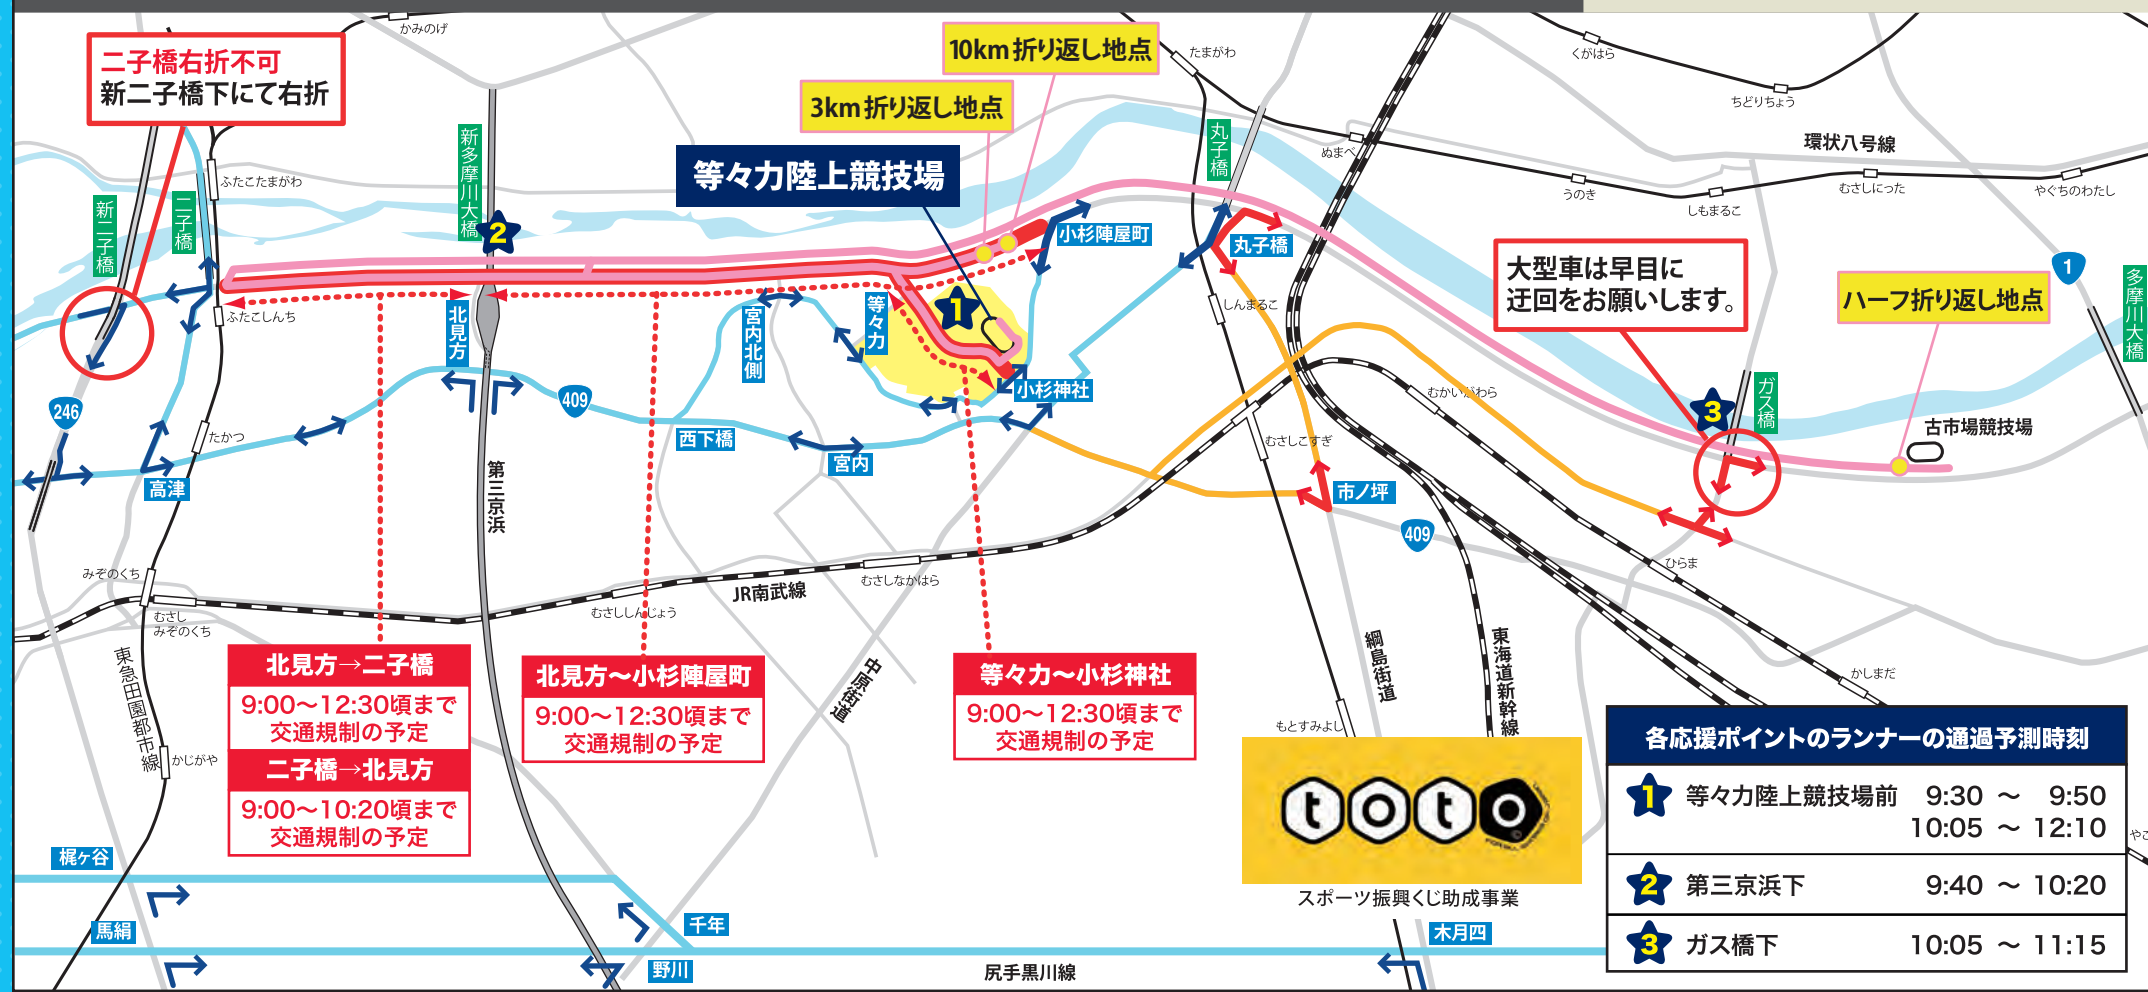 かみのげ
二子橋右折不可
新二子橋下にて右折
10km折り返し地点
3km折り返し地点
たまがわ
くがはら
ちどりちょう
環状八号線
ぬまべ
うのき
しもまるこ
むさしにった
やぐちのわたし
新多摩川大橋
丸子橋
等々力陸上競技場
ふたこたまがわ
新二子橋
二子橋
2
小杉陣屋町
丸子橋
大型車は早目に
迂回をお願いします。
ハーフ折り返し地点
1
多摩川大橋
ふたこしんち
北見方
宮内北側
等々力
1
しんまるこ
小杉神社
むかいがわら
3
ガス橋
古市場競技場
246
409
たかつ
西下橋
宮内
高津
第三京浜
むさしこすぎ
市ノ坪
409
ひらま
みぞのくち
むさし
みぞのくち
むさししんじょう
JR南武線
むさしなかはら
東急田園都市線
中原街道
綱島街道
東海道新幹線
かしまだ
もとすみよし
かじがや
北見方→二子橋
9:00〜12:30頃まで
交通規制の予定
二子橋→北見方
9:00〜10:20頃まで
交通規制の予定
北見方〜小杉陣屋町
9:00〜12:30頃まで
交通規制の予定
等々力〜小杉神社
9:00〜12:30頃まで
交通規制の予定
toto
スポーツ振興くじ助成事業
各応援ポイントのランナーの通過予測時刻
1 等々力陸上競技場前 9:30 〜 9:50
10:05 〜 12:10
2 第三京浜下 9:40 〜 10:20
3 ガス橋下 10:05 〜 11:15
やこ
梶ヶ谷
馬絹
千年
野川
木月四
尻手黒川線